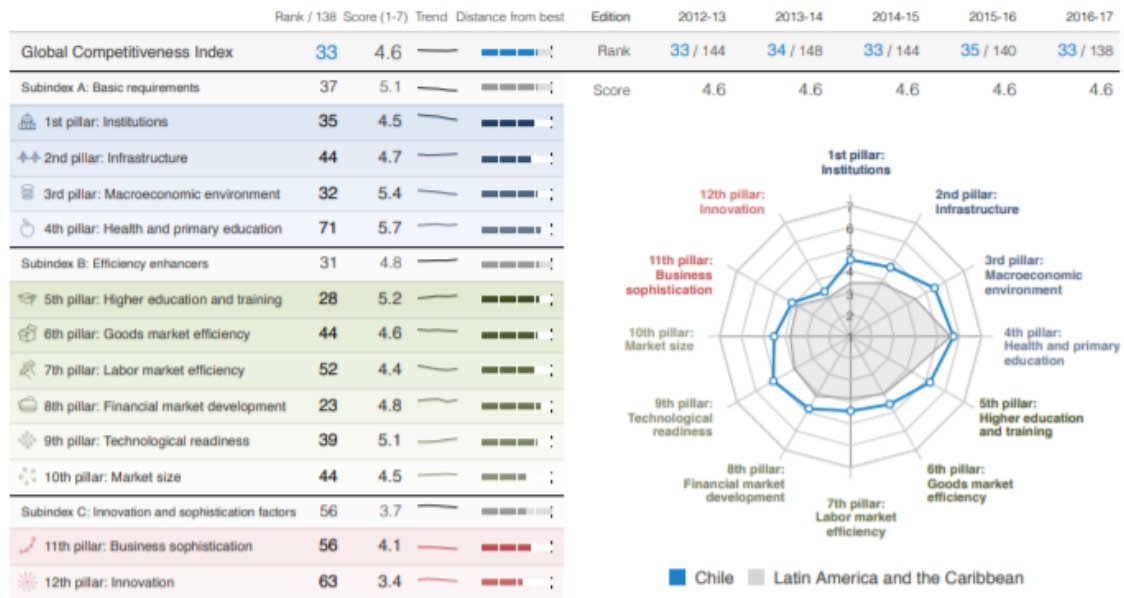 Rank / 138 Score (1-7) Trend Distance from best
Global Competitiveness Index 33 4.6
Subindex A: Basic requirements 37 5.1
1st pillar: Institutions 35 4.5
2nd pillar: Infrastructure 44 4.7
3rd pillar: Macroeconomic environment 32 5.4
4th pillar: Health and primary education 71 5.7
Subindex B: Efficiency enhancers 31 4.8
5th pillar: Higher education and training 28 5.2
6th pillar: Goods market efficiency 44 4.6
7th pillar: Labor market efficiency 52 4.4
8th pillar: Financial market development 23 4.8
9th pillar: Technological readiness 39 5.1
10th pillar: Market size 44 4.5
Subindex C: Innovation and sophistication factors 56 3.7
11th pillar: Business sophistication 56 4.1
12th pillar: Innovation 63 3.4
Edition 2012-13 2013-14 2014-15 2015-16 2016-17
Rank 33 / 144 34 / 148 33 / 144 35 / 140 33 / 138
Score 4.6 4.6 4.6 4.6 4.6
1st pillar:
Institutions
2nd pillar:
Infrastructure
3rd pillar:
Macroeconomic
environment
4th pillar:
Health and primary
education
5th pillar:
Higher education
and training
6th pillar:
Goods market
efficiency
7th pillar:
Labor market
efficiency
8th pillar:
Financial market
development
9th pillar:
Technological
readiness
10th pillar:
Market size
11th pillar:
Business
sophistication
12th pillar:
Innovation
7
6
5
4
3
2
1
Chile Latin America and the Caribbean